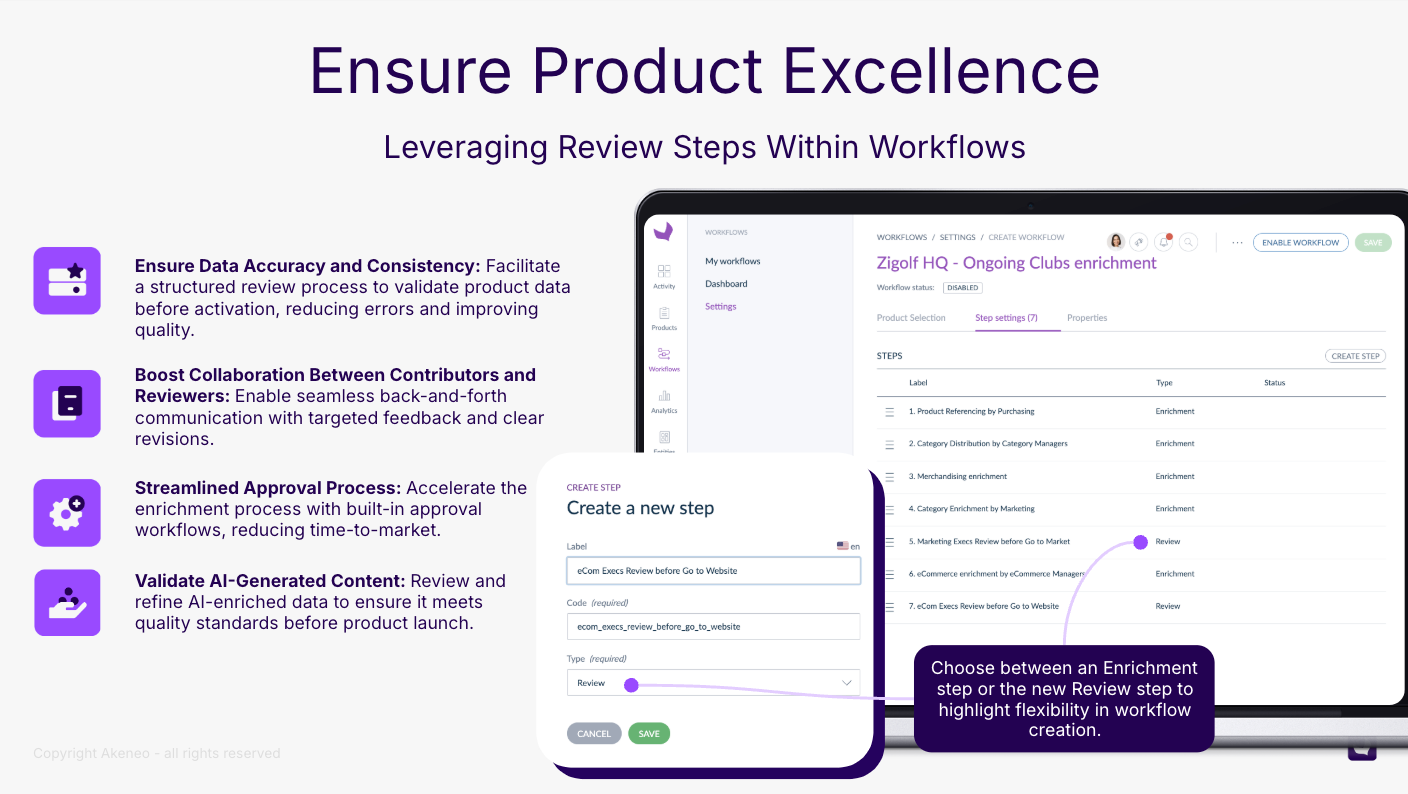 Ensure Product Excellence
Leveraging Review Steps Within Workflows
Ensure Data Accuracy and Consistency: Facilitate
a structured review process to validate product data
before activation, reducing errors and improving
quality.
Boost Collaboration Between Contributors and
Reviewers: Enable seamless back-and-forth
communication with targeted feedback and clear
revisions.
Streamlined Approval Process: Accelerate the
enrichment process with built-in approval
workflows, reducing time-to-market.
Validate AI-Generated Content: Review and
refine AI-enriched data to ensure it meets
quality standards before product launch.
Activity
Products
Workflows
Analytics
Entities
WORKFLOWS
My workflows
Dashboard
Settings
WORKFLOWS / SETTINGS / CREATE WORKFLOW
ENABLE WORKFLOW
SAVE
Zigolf HQ - Ongoing Clubs enrichment
Workflow status: DISABLED
Product Selection Step settings (7) Properties
STEPS CREATE STEP
Label Type Status
1. Product Referencing by Purchasing Enrichment
2. Category Distribution by Category Managers Enrichment
3. Merchandising enrichment Enrichment
4. Category Enrichment by Marketing Enrichment
5. Marketing Execs Review before Go to Market Review
6. eCommerce enrichment by eCommerce Managers Enrichment
7. eCom Execs Review before Go to Website Review
CREATE STEP
Create a new step
Label en
eCom Execs Review before Go to Website
Code (required)
ecom_execs_review_before_go_to_website
Type (required)
Review
CANCEL SAVE
Choose between an Enrichment
step or the new Review step to
highlight flexibility in workflow
creation.
Copyright Akeneo - all rights reserved